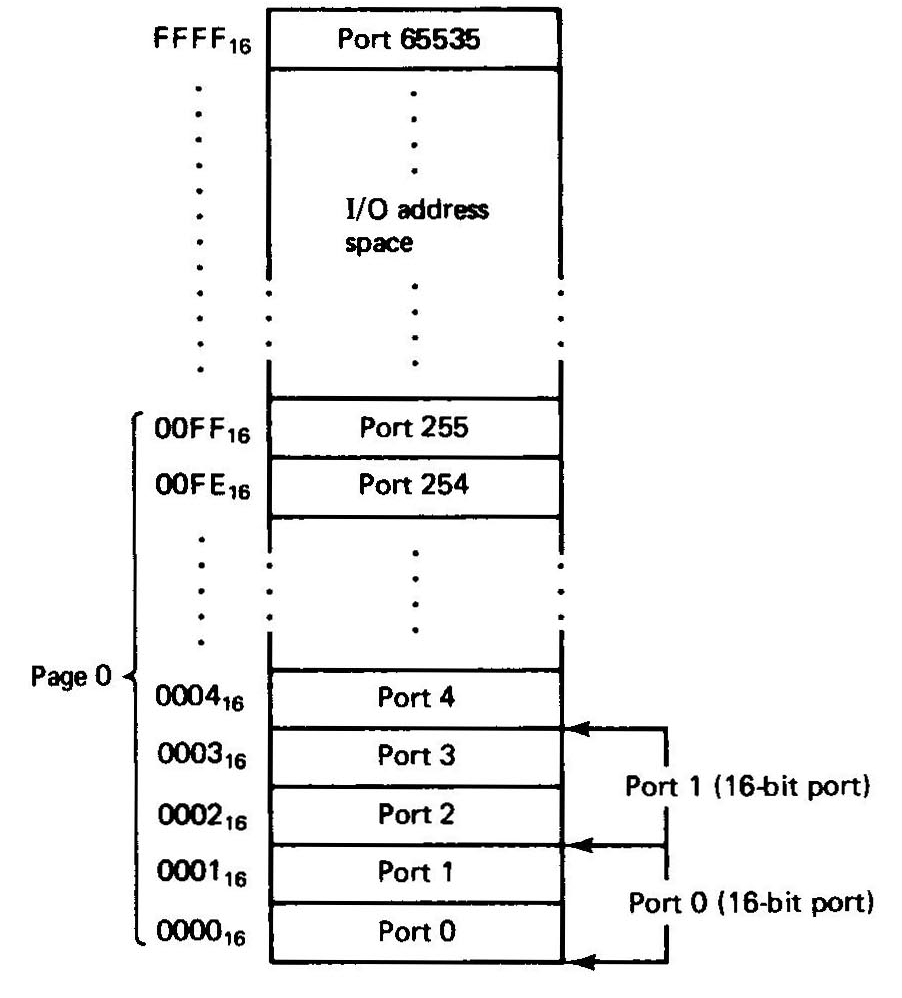 FFFF₁₆ Port 65535
I/O address
space
00FF₁₆ Port 255
00FE₁₆ Port 254
Page 0
0004₁₆ Port 4
0003₁₆ Port 3
Port 1 (16-bit port)
0002₁₆ Port 2
0001₁₆ Port 1
Port 0 (16-bit port)
0000₁₆ Port 0